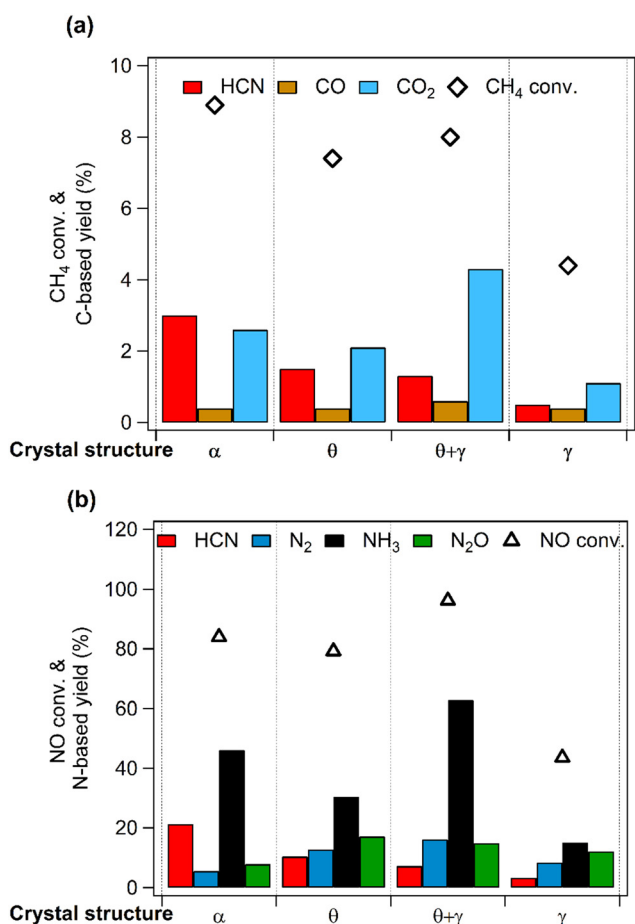 (a)
10
8
6
4
2
0
CH₄ conv. &
C-based yield (%)
HCN CO CO₂ CH₄ conv.
Crystal structure α θ θ+γ γ
(b)
120
100
80
60
40
20
0
NO conv. &
N-based yield (%)
HCN N₂ NH₃ N₂O NO conv.
Crystal structure α θ θ+γ γ